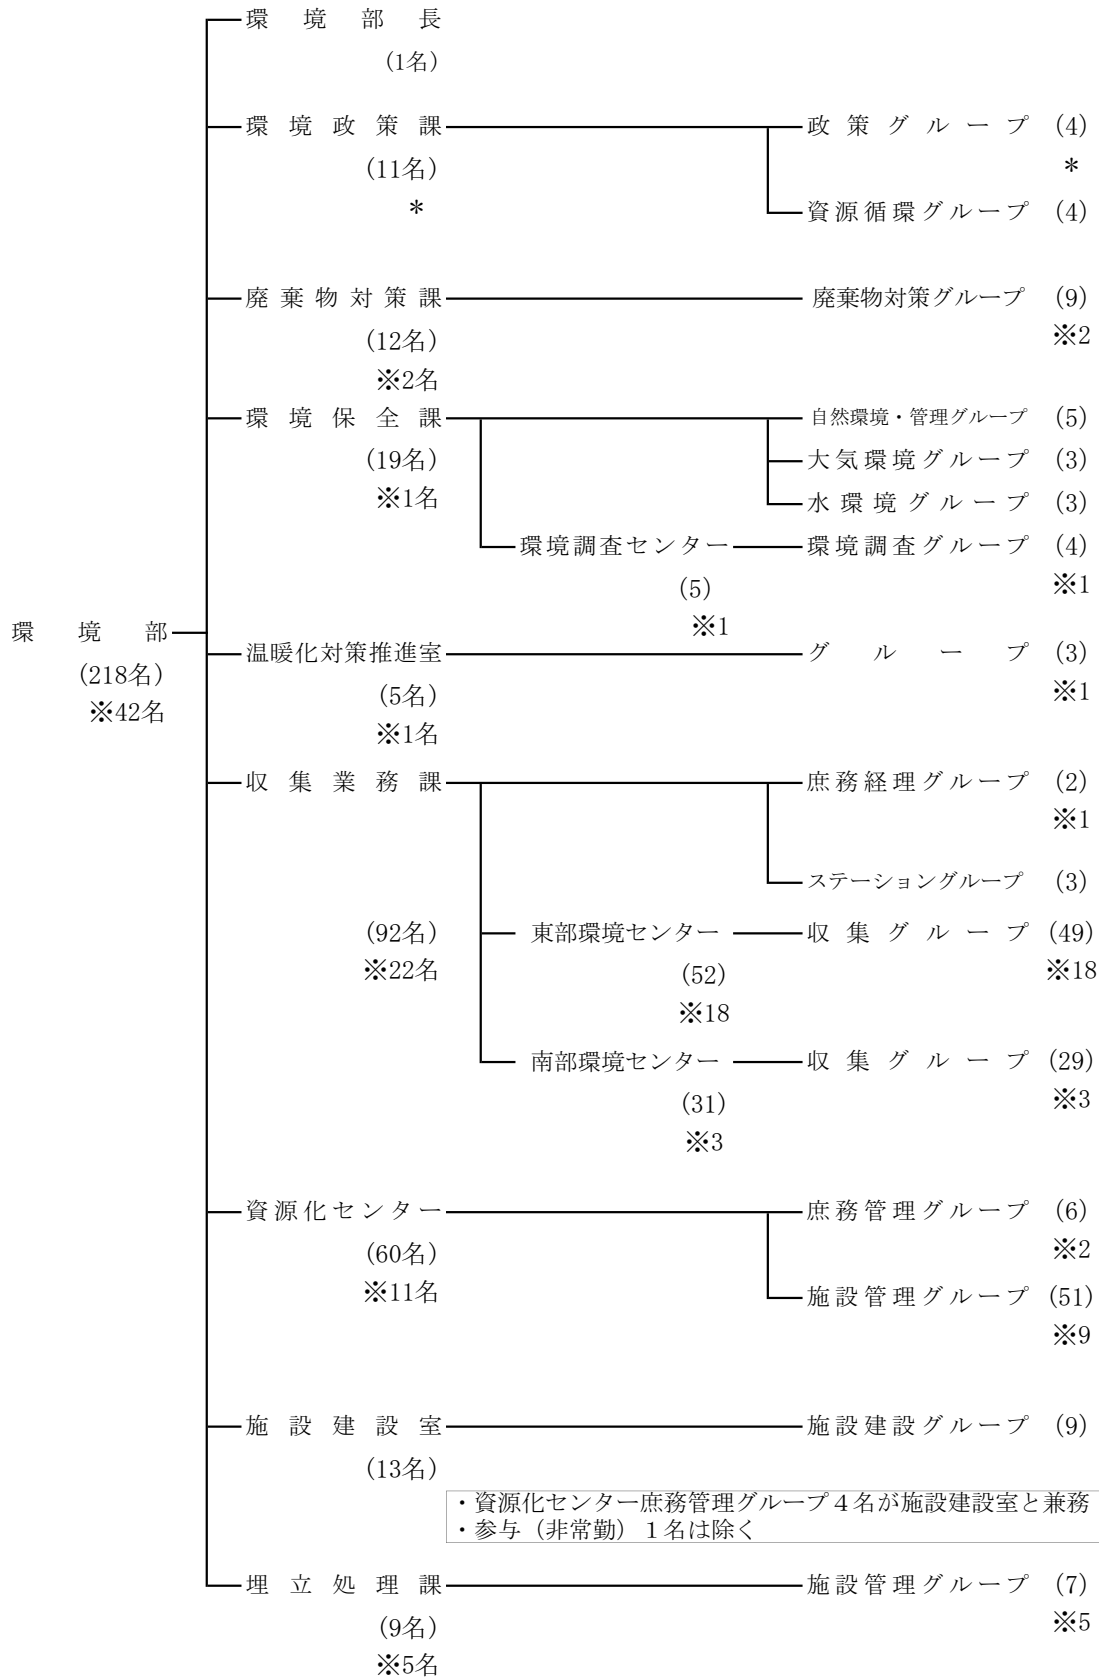 環境部長
(1名)
環境政策課 政策グループ (4)
(11名) *
*
資源循環グループ (4)
廃棄物対策課 廃棄物対策グループ (9)
(12名) ※2
※2名
環境保全課 自然環境・管理グループ (5)
(19名) 大気環境グループ (3)
※1名 水環境グループ (3)
環境調査センター 環境調査グループ (4)
(5) ※1
※1
環境部
(218名)
※42名
温暖化対策推進室 グループ (3)
(5名) ※1
※1名
収集業務課 庶務経理グループ (2)
※1
ステーショングループ (3)
(92名) 東部環境センター 収集グループ (49)
※22名 (52) ※18
※18
南部環境センター 収集グループ (29)
(31) ※3
※3
資源化センター 庶務管理グループ (6)
(60名) ※2
※11名 施設管理グループ (51)
※9
施設建設室 施設建設グループ (9)
(13名)
・資源化センター庶務管理グループ4名が施設建設室と兼務
・参与(非常勤)1名は除く
埋立処理課 施設管理グループ (7)
(9名) ※5
※5名